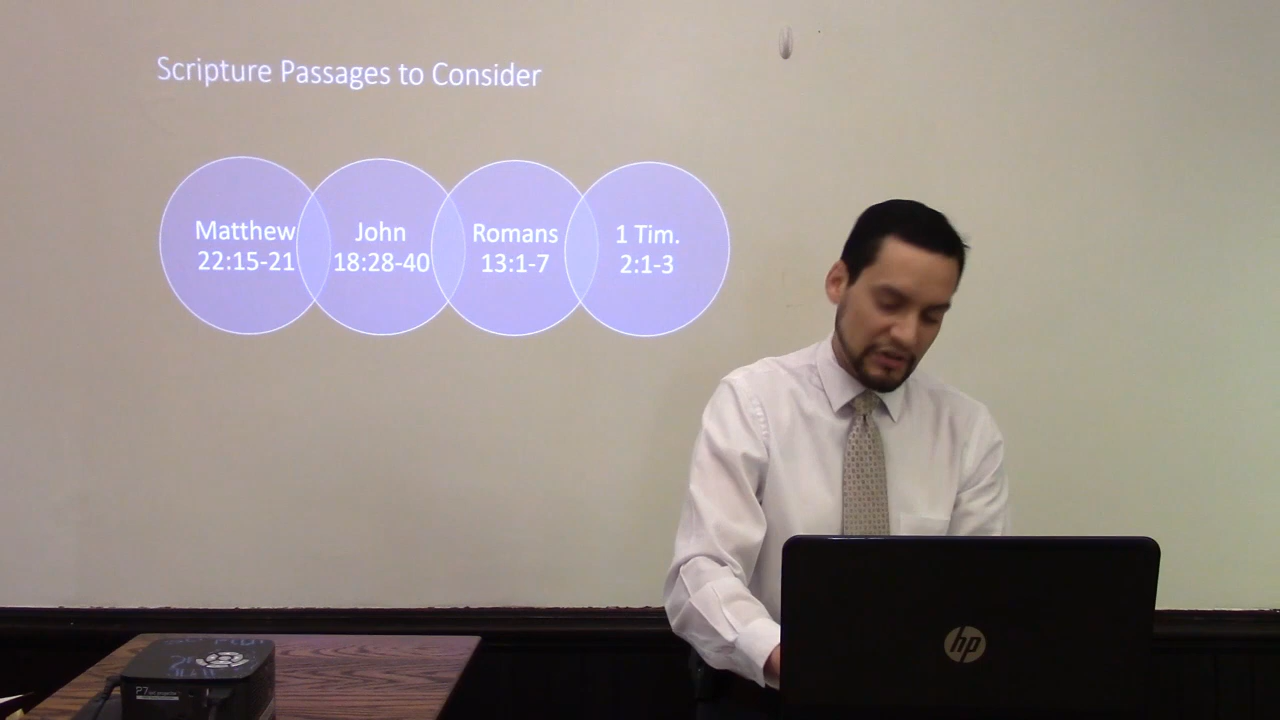 Scripture Passages to Consider
Matthew
22:15-21
John
18:28-40
Romans
13:1-7
1 Tim.
2:1-3
hp
P7